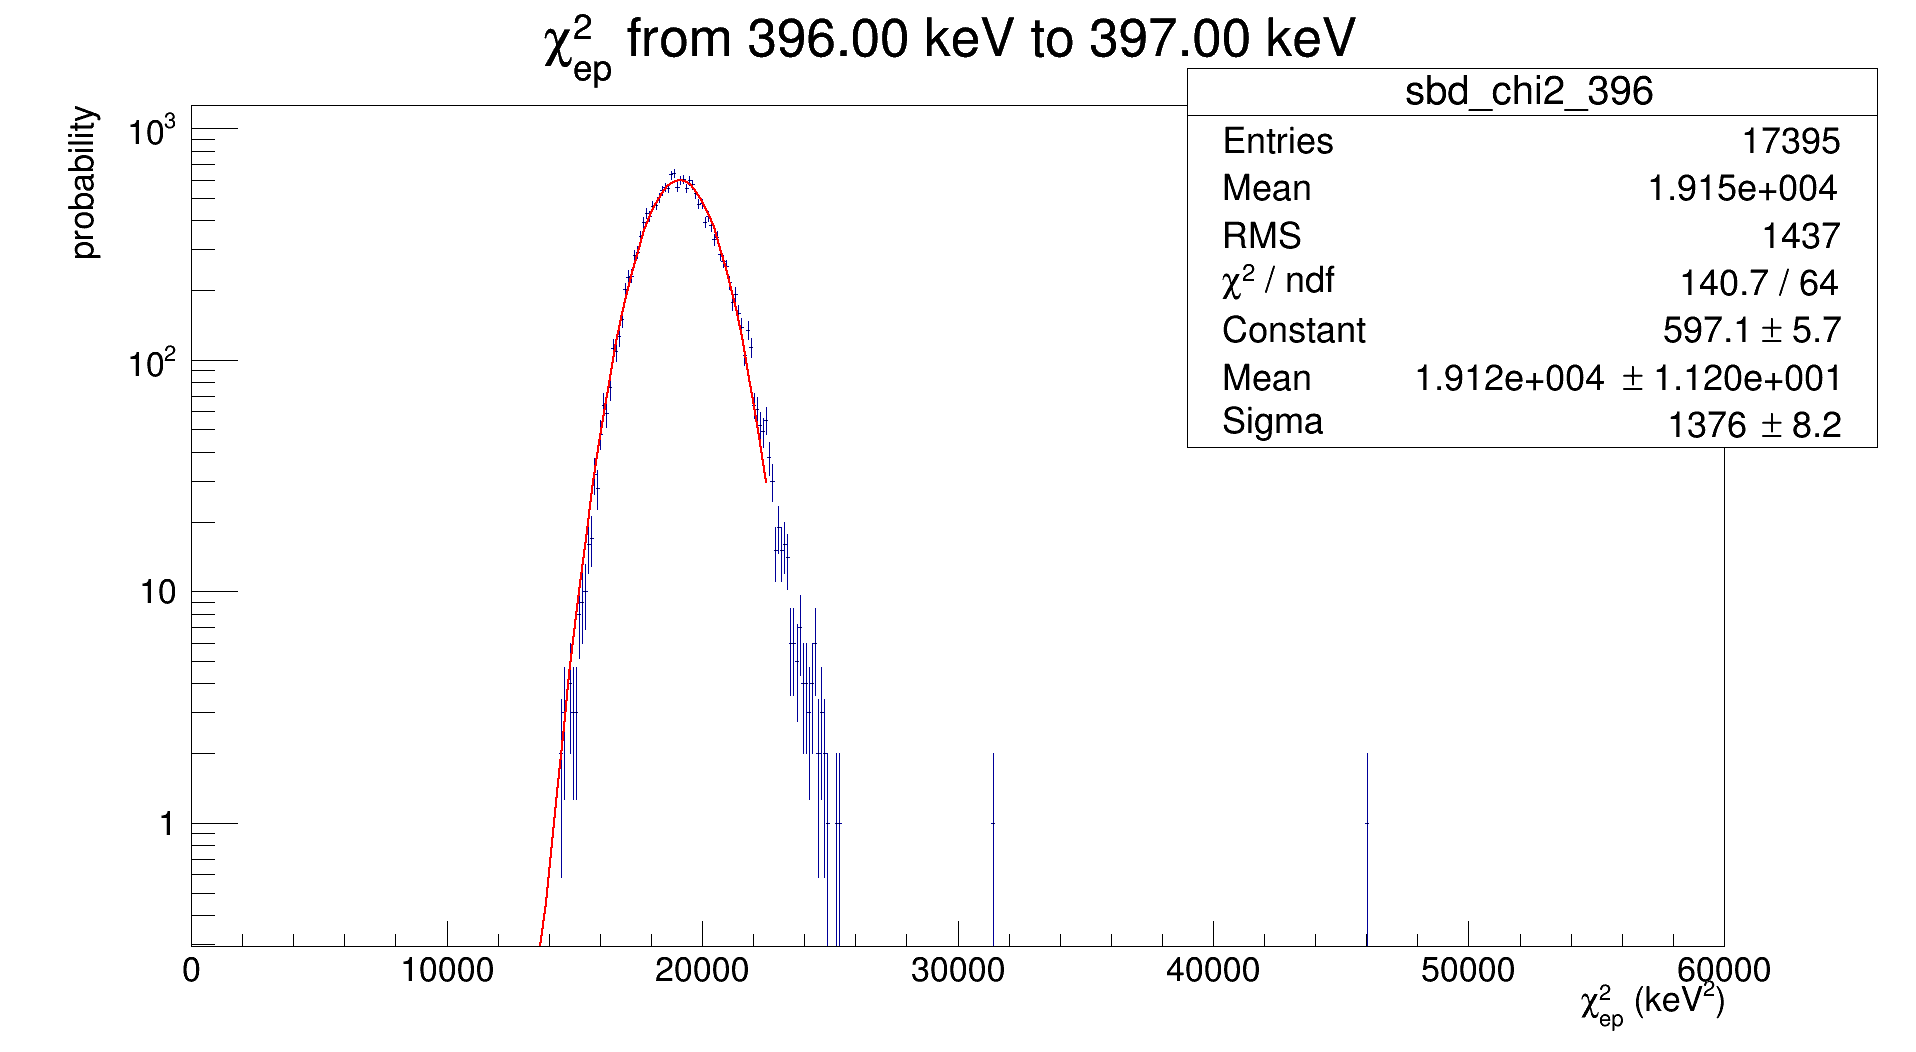 χ²ep from 396.00 keV to 397.00 keV
probability
10³
10²
10
1
sbd_chi2_396
Entries 17395
Mean 1.915e+004
RMS 1437
χ² / ndf 140.7 / 64
Constant 597.1 ± 5.7
Mean 1.912e+004 ± 1.120e+001
Sigma 1376 ± 8.2
0 10000 20000 30000 40000 50000 60000
χ²ep (keV²)